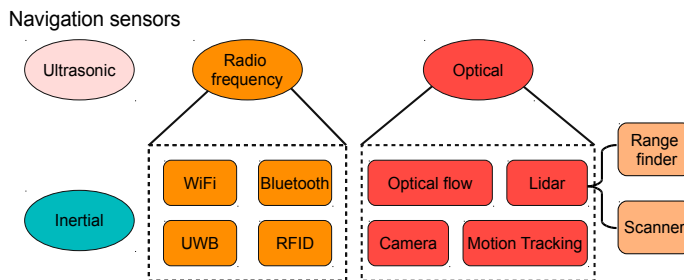 Navigation sensors
Ultrasonic
Radio
frequency
Optical
Range
finder
WiFi
Bluetooth
Optical flow
Lidar
Inertial
UWB
RFID
Camera
Motion Tracking
Scanner